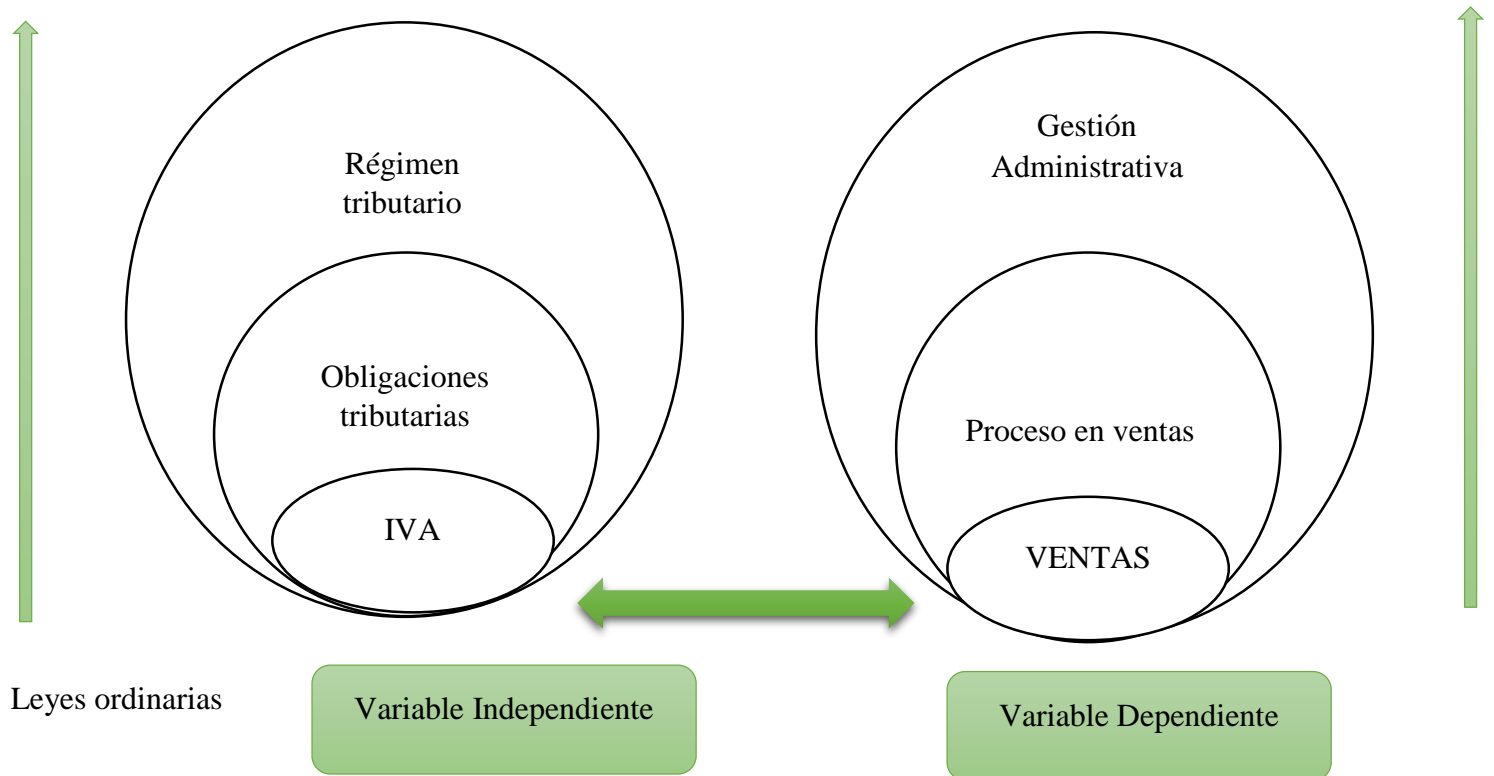 Régimen
tributario
Obligaciones
tributarias
IVA
Gestión
Administrativa
Proceso en ventas
VENTAS
Leyes ordinarias
Variable Independiente
Variable Dependiente